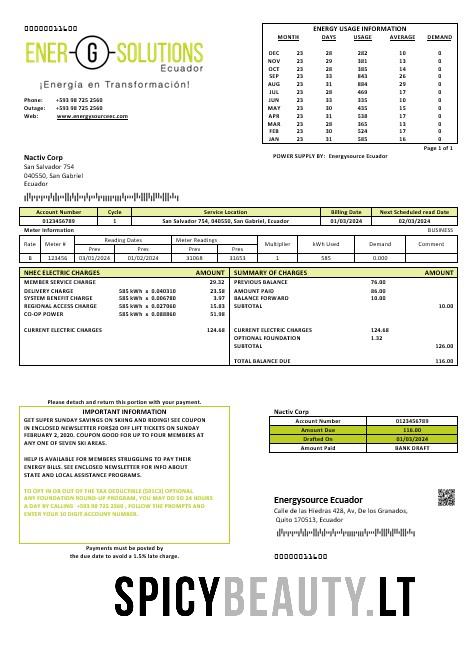 00000011600
ENER-G-SOLUTIONS
Ecuador
¡Energía en Transformación!
Phone: +593 98 725 2560
Outage: +593 98 725 2560
Web: www.energysourceec.com
ENERGY USAGE INFORMATION
MONTH DAYS USAGE AVERAGE DEMAND
DEC 23 28 282 10 0
NOV 23 29 381 13 0
OCT 23 28 385 14 0
SEP 23 33 843 26 0
AUG 23 31 884 29 0
JUL 23 28 469 17 0
JUN 23 33 335 10 0
MAY 23 30 435 15 0
APR 23 31 538 17 0
MAR 23 28 365 13 0
FEB 23 30 524 17 0
JAN 23 31 585 16 0
Page 1 of 1
POWER SUPPLY BY: Energysource Ecuador
Nactiv Corp
San Salvador 754
040550, San Gabriel
Ecuador
Account Number Cycle Service Location Billing Date Next Scheduled read Date
0123456789 1 San Salvador 754, 040550, San Gabriel, Ecuador 01/03/2024 02/03/2024
Meter Information BUSINESS
Rate Meter # Reading Dates Meter Readings Multiplier kWh Used Demand Comment
Prev Prev Prev Prev
B 123456 03/01/2024 01/02/2024 31068 31653 1 585 0.000
NHEC ELECTRIC CHARGES AMOUNT
MEMBER SERVICE CHARGE 29.32
DELIVERY CHARGE 585 kWh x 0.040310 23.58
SYSTEM BENEFIT CHARGE 585 kWh x 0.006780 3.97
REGIONAL ACCESS CHARGE 585 kWh x 0.027060 15.83
CO-OP POWER 585 kWh x 0.088860 51.98
CURRENT ELECTRIC CHARGES 124.68
SUMMARY OF CHARGES AMOUNT
PREVIOUS BALANCE 76.00
AMOUNT PAID 86.00
BALANCE FORWARD 10.00
SUBTOTAL 10.00
CURRENT ELECTRIC CHARGES 124.68
OPTIONAL FOUNDATION 1.32
SUBTOTAL 126.00
TOTAL BALANCE DUE 116.00
Please detach and return this portion with your payment.
IMPORTANT INFORMATION
GET SUPER SUNDAY SAVINGS ON SKIING AND RIDING! SEE COUPON
IN ENCLOSED NEWSLETTER FOR$20 OFF LIFT TICKETS ON SUNDAY
FEBRUARY 2, 2020. COUPON GOOD FOR UP TO FOUR MEMBERS AT
ANY ONE OF SEVEN SKI AREAS.
HELP IS AVAILABLE FOR MEMBERS STRUGGLING TO PAY THEIR
ENERGY BILLS. SEE ENCLOSED NEWSLETTER FOR INFO ABOUT
STATE AND LOCAL ASSISTANCE PROGRAMS.
TO OPT IN OR OUT OF THE TAX DEDUCTIBLE (501C3) OPTIONAL
ANY FOUNDATION ROUND-UP PROGRAM, YOU MAY DO SO 24 HOURS
A DAY BY CALLING +593 98 725 2560 , FOLLOW THE PROMPTS AND
ENTER YOUR 10 DIGIT ACCOUNT NUMBER.
Payments must be posted by
the due date to avoid a 1.5% late charge.
Nactiv Corp
Account Number 0123456789
Amount Due 116.00
Drafted On 01/03/2024
Amount Paid BANK DRAFT
Energysource Ecuador
Calle de las Hiedras 428, Av, De los Granados,
Quito 170513, Ecuador
00000011600
SPICYBEAUTY.LT